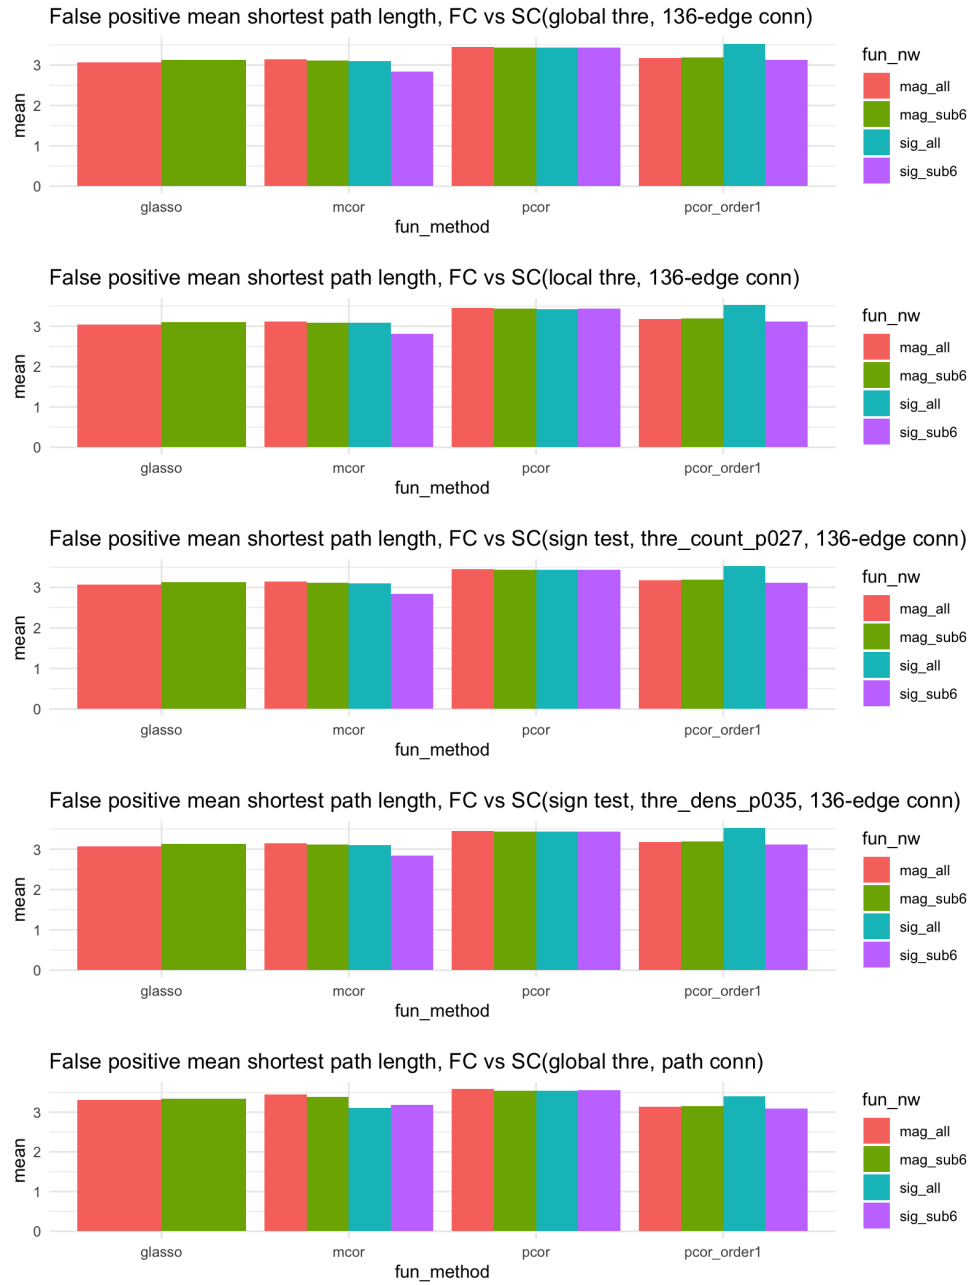 False positive mean shortest path length, FC vs SC(global thre, 136-edge conn)
mean
3
2
1
0
glasso
mcor
pcor
pcor_order1
fun_method
fun_nw
mag_all
mag_sub6
sig_all
sig_sub6
False positive mean shortest path length, FC vs SC(local thre, 136-edge conn)
mean
3
2
1
0
glasso
mcor
pcor
pcor_order1
fun_method
fun_nw
mag_all
mag_sub6
sig_all
sig_sub6
False positive mean shortest path length, FC vs SC(sign test, thre_count_p027, 136-edge conn)
mean
3
2
1
0
glasso
mcor
pcor
pcor_order1
fun_method
fun_nw
mag_all
mag_sub6
sig_all
sig_sub6
False positive mean shortest path length, FC vs SC(sign test, thre_dens_p035, 136-edge conn)
mean
3
2
1
0
glasso
mcor
pcor
pcor_order1
fun_method
fun_nw
mag_all
mag_sub6
sig_all
sig_sub6
False positive mean shortest path length, FC vs SC(global thre, path conn)
mean
3
2
1
0
glasso
mcor
pcor
pcor_order1
fun_method
fun_nw
mag_all
mag_sub6
sig_all
sig_sub6